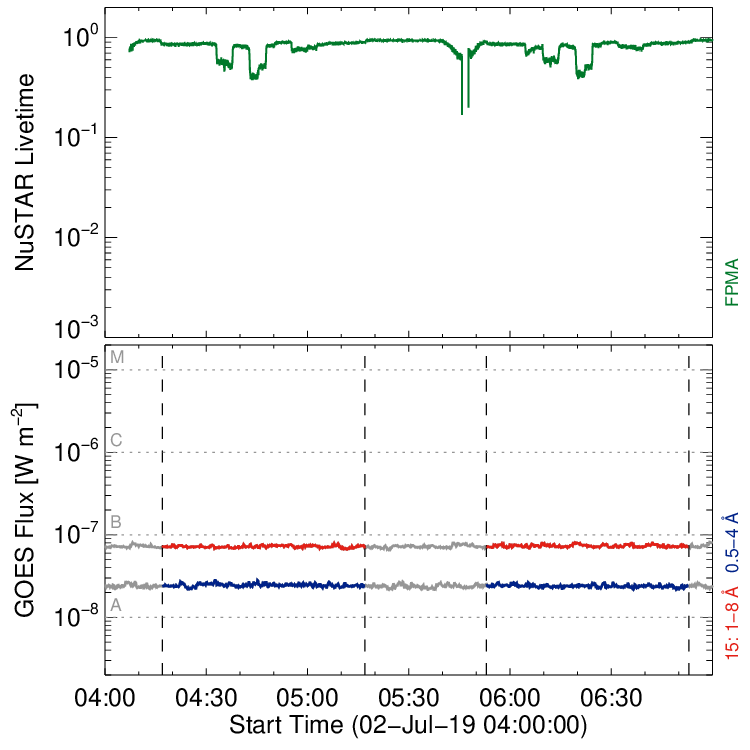 10⁰
10⁻¹
10⁻²
10⁻³
NuSTAR Livetime
FPMA
10⁻⁵
10⁻⁶
10⁻⁷
10⁻⁸
GOES Flux [W m⁻²]
M
C
B
A
15: 1–8 Å 0.5–4 Å
04:00 04:30 05:00 05:30 06:00 06:30
Start Time (02–Jul–19 04:00:00)